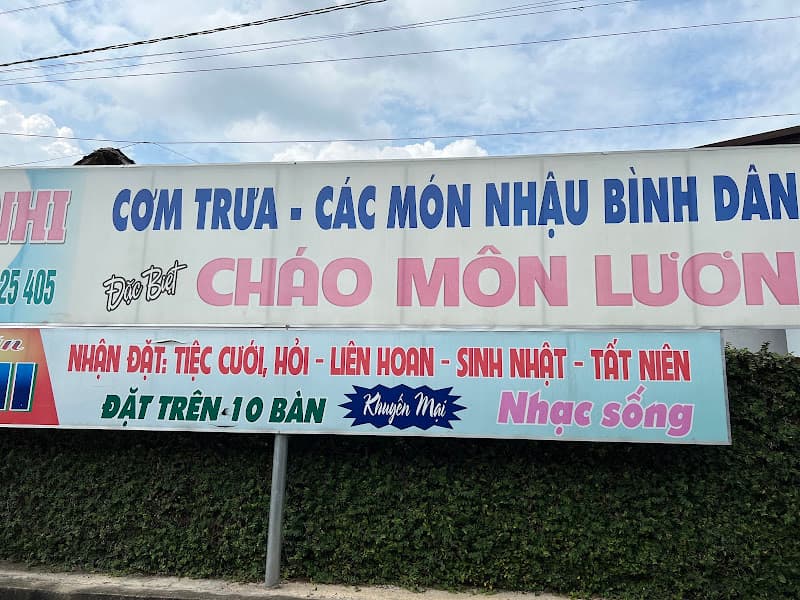 NHI
CƠM TRƯA - CÁC MÓN NHẬU BÌNH DÂN
25 405
Đặc Biệt CHÁO MÔN LƯƠN
NHẬN ĐẶT: TIỆC CƯỚI, HỎI - LIÊN HOAN - SINH NHẬT - TẤT NIÊN
ĐẶT TRÊN 10 BÀN Khuyến Mại Nhạc sống